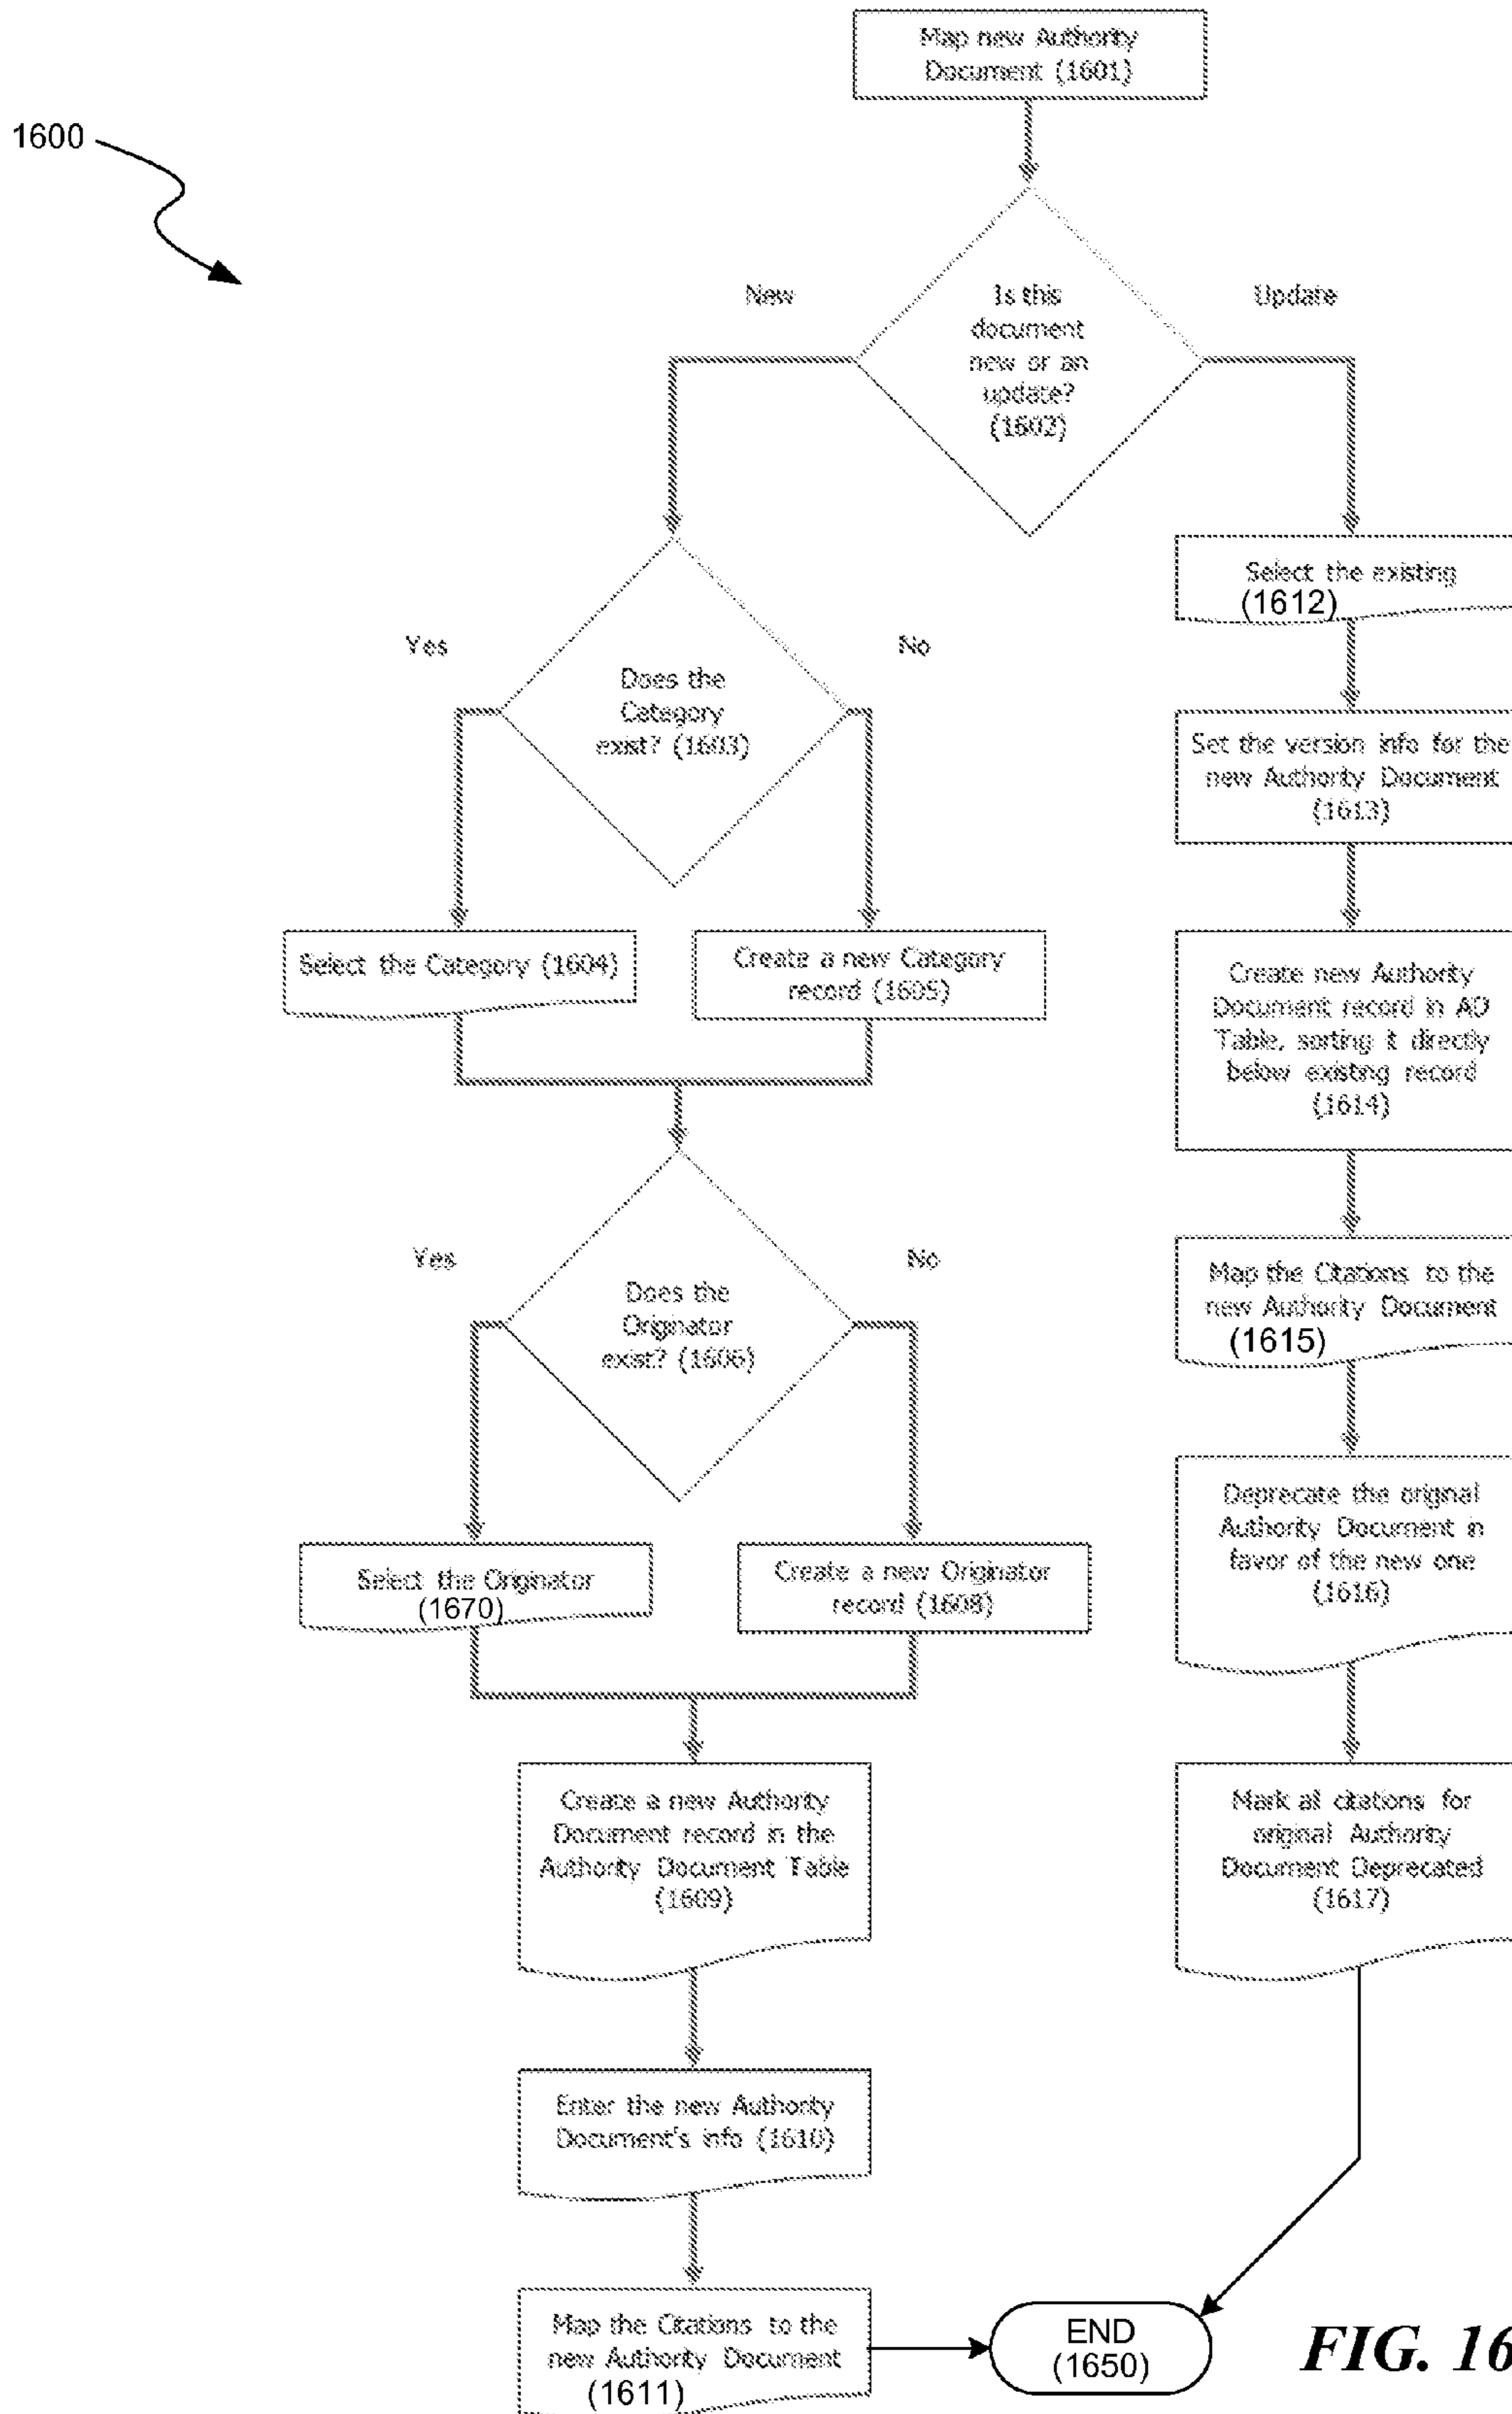 Map new Authority
Document (1601)
1600
New
Is this
document
new or an
update?
(1602)
Update
Select the existing
(1612)
Yes
Does the
Category
exist? (1603)
No
Set the version info for the
new Authority Document
(1613)
Select the Category (1604)
Create a new Category
record (1605)
Create new Authority
Document record in AD
Table, sorting it directly
below existing record
(1614)
Yes
Does the
Originator
exist? (1606)
No
Map the Citations to the
new Authority Document
(1615)
Deprecate the original
Authority Document in
favor of the new one
(1616)
Select the Originator
(1670)
Create a new Originator
record (1608)
Create a new Authority
Document record in the
Authority Document Table
(1609)
Mark all citations for
original Authority
Document Deprecated
(1617)
Enter the new Authority
Document's info (1610)
Map the Citations to the
new Authority Document
(1611)
END
(1650)
FIG. 16